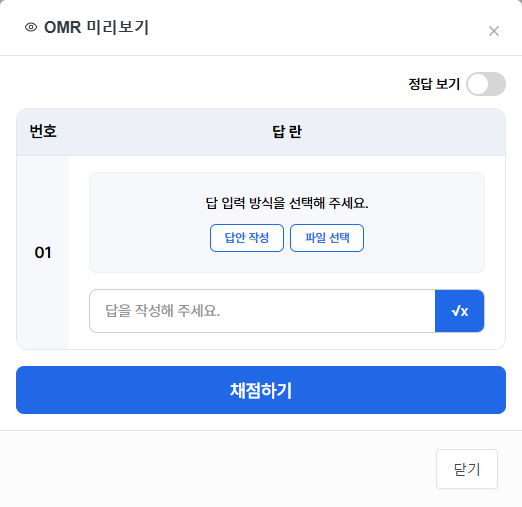 OMR 미리보기
×
정답 보기
번호 답 란
01
답 입력 방식을 선택해 주세요.
답안 작성 파일 선택
답을 작성해 주세요. √x
채점하기
닫기